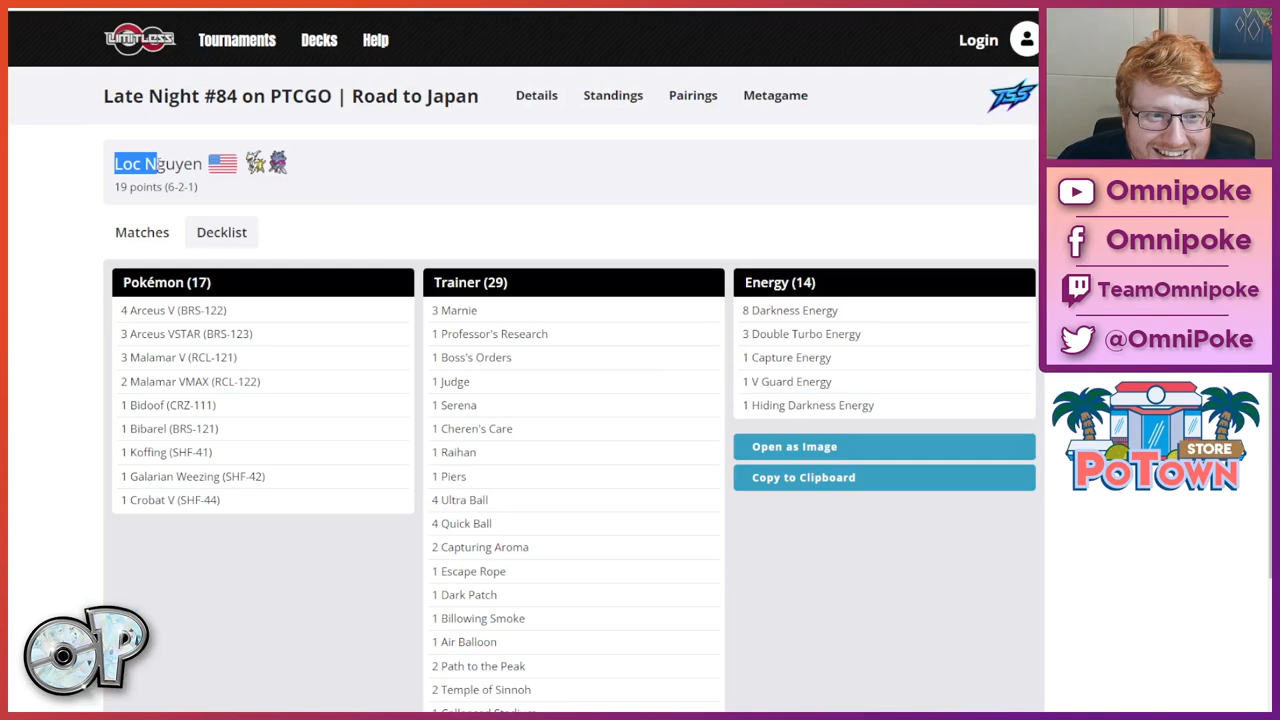 LIMITLESS Tournaments Decks Help Login
Late Night #84 on PTCGO | Road to Japan Details Standings Pairings Metagame TSS
Loc Nguyen
19 points (6-2-1)
Matches Decklist
Pokémon (17)
4 Arceus V (BRS-122)
3 Arceus VSTAR (BRS-123)
3 Malamar V (RCL-121)
2 Malamar VMAX (RCL-122)
1 Bidoof (CRZ-111)
1 Bibarel (BRS-121)
1 Koffing (SHF-41)
1 Galarian Weezing (SHF-42)
1 Crobat V (SHF-44)
Trainer (29)
3 Marnie
1 Professor's Research
1 Boss's Orders
1 Judge
1 Serena
1 Cheren's Care
1 Raihan
1 Piers
4 Ultra Ball
4 Quick Ball
2 Capturing Aroma
1 Escape Rope
1 Dark Patch
1 Billowing Smoke
1 Air Balloon
2 Path to the Peak
2 Temple of Sinnoh
Energy (14)
8 Darkness Energy
3 Double Turbo Energy
1 Capture Energy
1 V Guard Energy
1 Hiding Darkness Energy
Open as Image
Copy to Clipboard
Omnipoke
Omnipoke
TeamOmnipoke
@OmniPoke
STORE
PoTown
OP